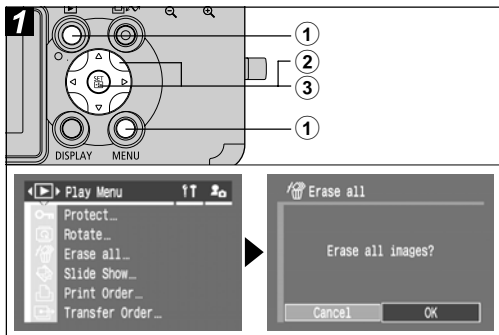 1
1
SET
2
3
1
DISPLAY MENU
Play Menu
Protect...
Rotate...
Erase all...
Slide Show...
Print Order...
Transfer Order...
Erase all
Erase all images?
Cancel OK